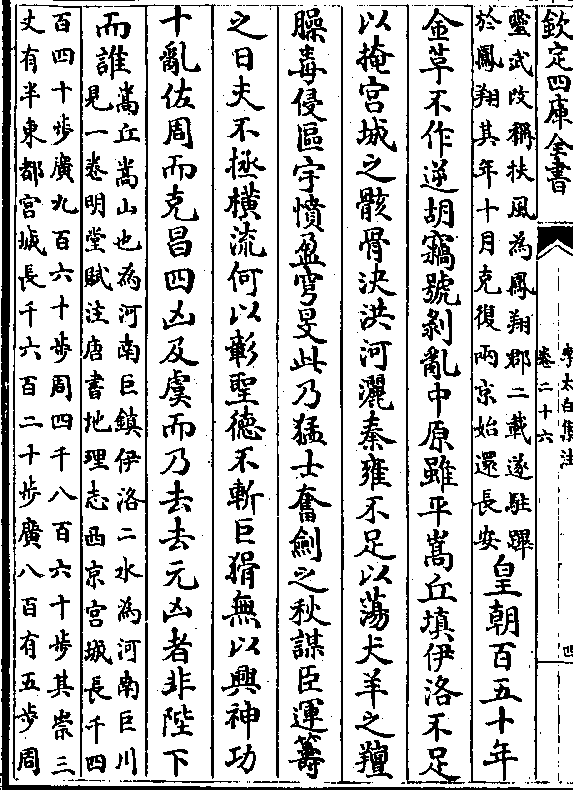 欽定四庫全書
李太白集注
卷二十六
四
靈武改稱扶風為鳳翔郡二載遂駐蹕
於鳳翔其年十月克復兩京始還長安
皇朝百五十年
金革不作逆胡竊號剝亂中原雖平嵩丘填伊洛不足
以掩宮城之骸骨決洪河灑秦雍不足以蕩犬羊之羶
臊毒侵區宇憤盈穹旻此乃猛士奮劍之秋謀臣運籌
之日夫不拯橫流何以彰聖德不斬巨猾無以興神功
十亂佐周而克昌四凶及虞而乃去去元凶者非陛下
而誰
嵩丘嵩山也為河南巨鎮伊洛二水為河南巨川
見一卷明堂賦注唐書地理志西京宮城長千四
百四十步廣九百六十步周四千八百六十步其崇三
丈有半東都宮城長千六百二十步廣八百有五步周